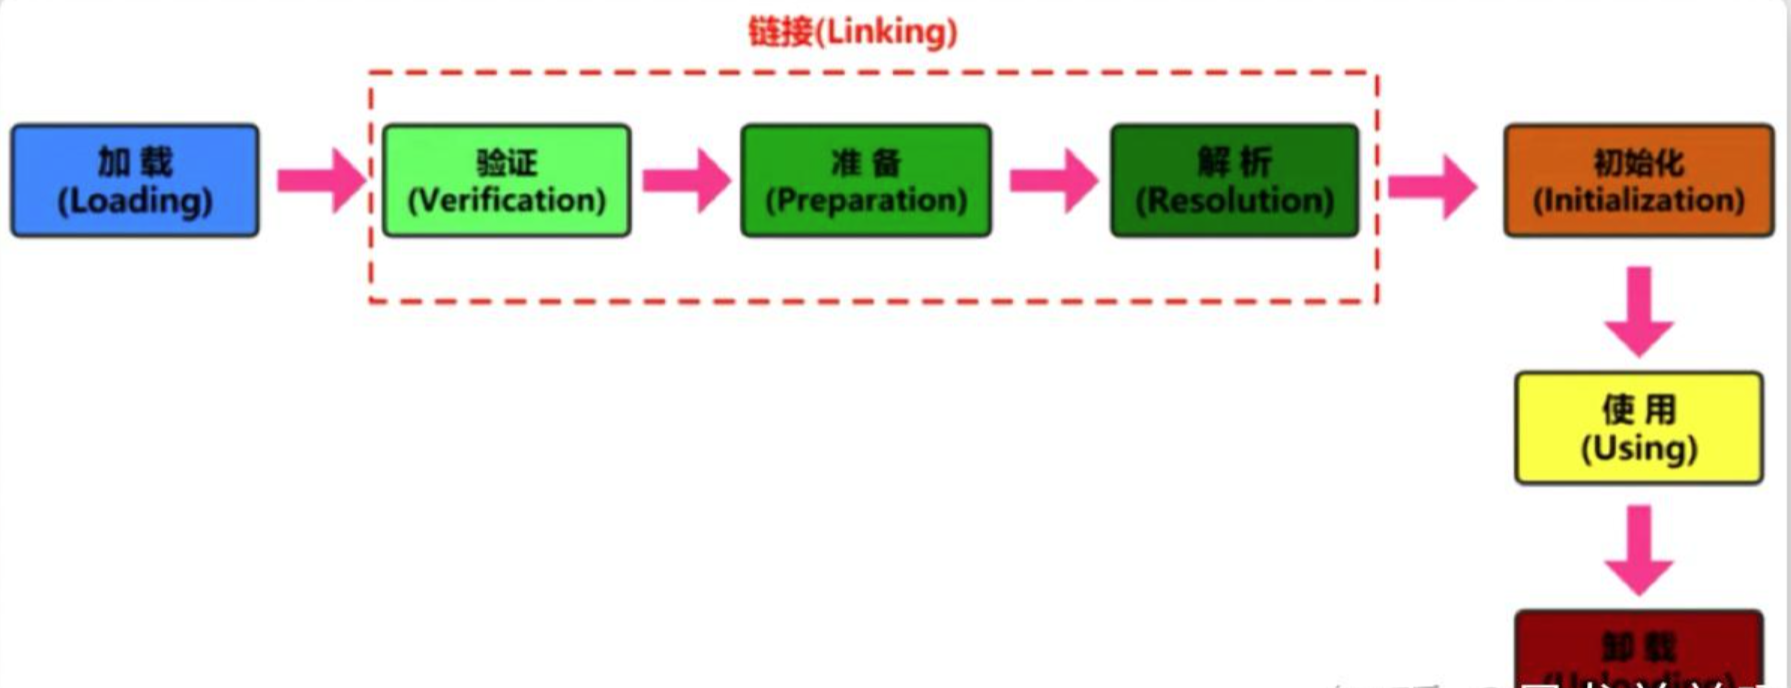 链接(Linking)
加 载
(Loading)
验证
(Verification)
准 备
(Preparation)
解 析
(Resolution)
初始化
(Initialization)
使 用
(Using)
卸 载
(Unloading)